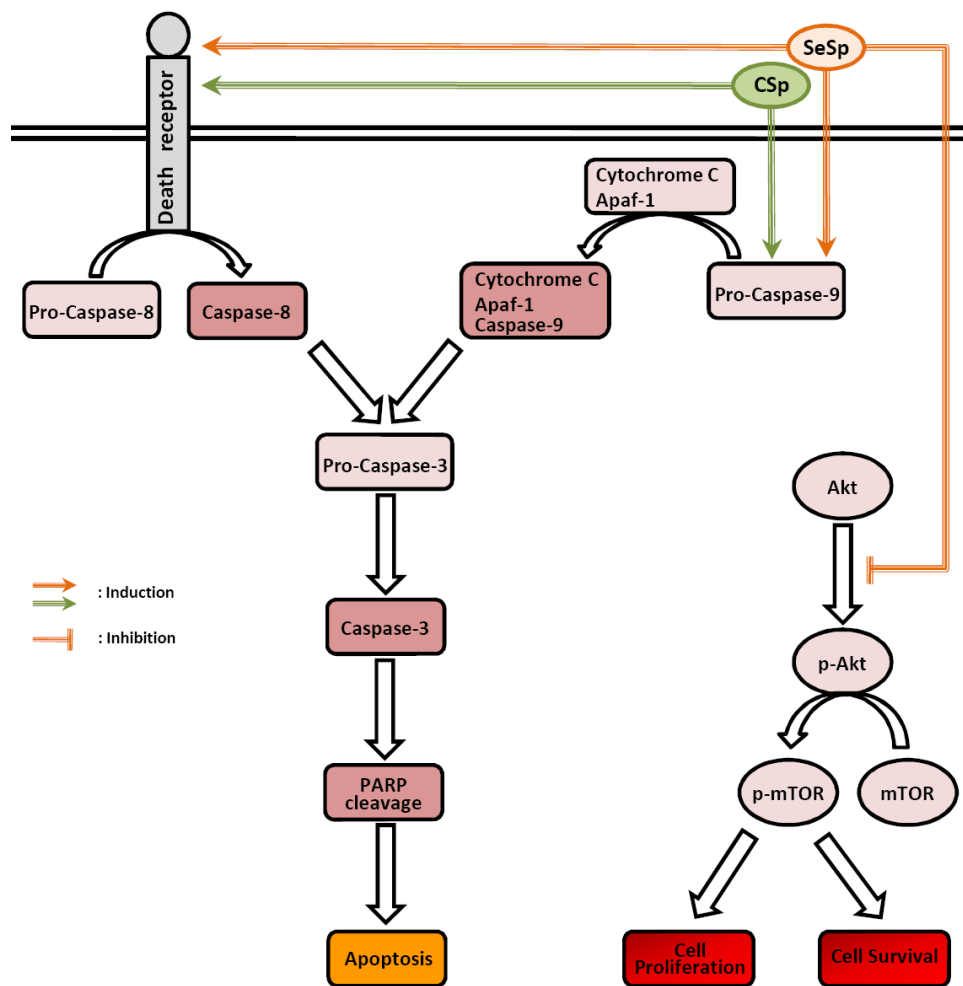 SeSp
CSp
Death receptor
Cytochrome C
Apaf-1
Pro-Caspase-8
Caspase-8
Cytochrome C
Apaf-1
Caspase-9
Pro-Caspase-9
Pro-Caspase-3
Akt
: Induction
: Inhibition
Caspase-3
p-Akt
PARP
cleavage
p-mTOR
mTOR
Apoptosis
Cell
Proliferation
Cell Survival